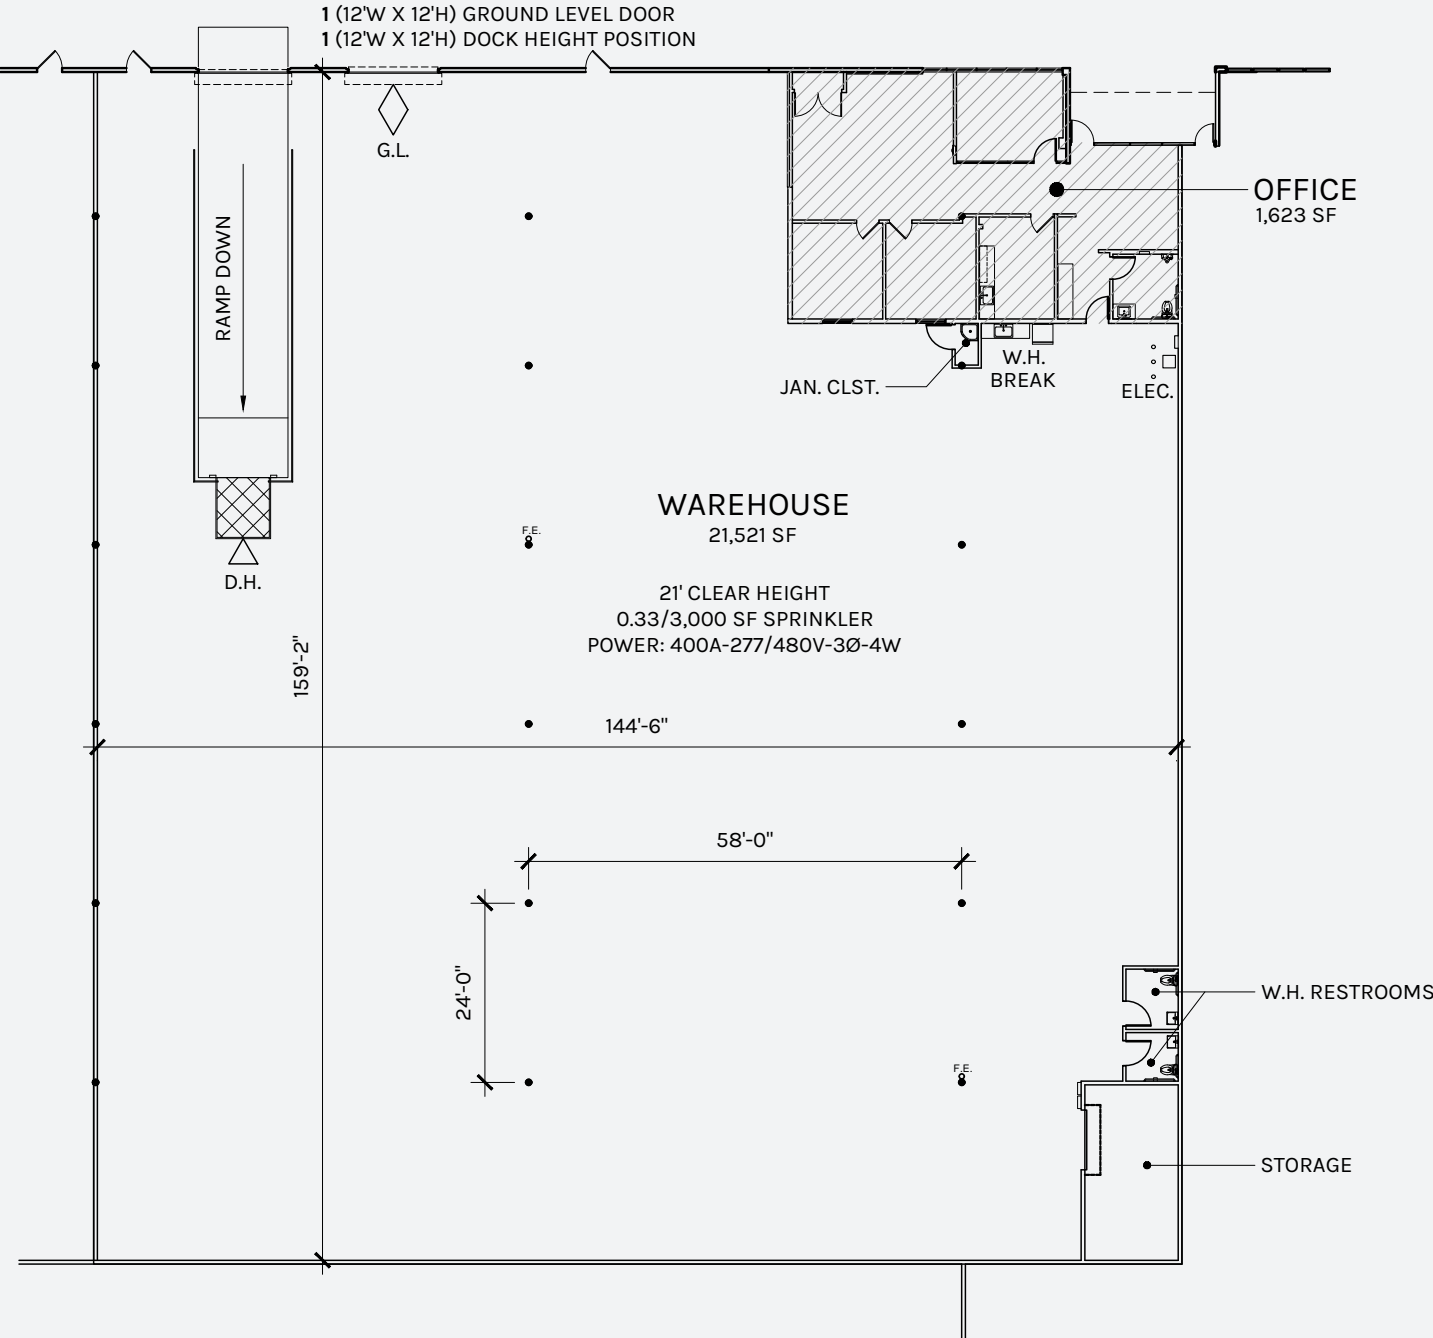 1 (12'W X 12'H) GROUND LEVEL DOOR
1 (12'W X 12'H) DOCK HEIGHT POSITION
G.L.
OFFICE
1,623 SF
RAMP DOWN
W.H.
BREAK
JAN. CLST.
ELEC.
WAREHOUSE
21,521 SF
F.E.
D.H.
21' CLEAR HEIGHT
0.33/3,000 SF SPRINKLER
POWER: 400A-277/480V-3Ø-4W
159'-2"
144'-6"
58'-0"
24'-0"
W.H. RESTROOMS
F.E.
STORAGE